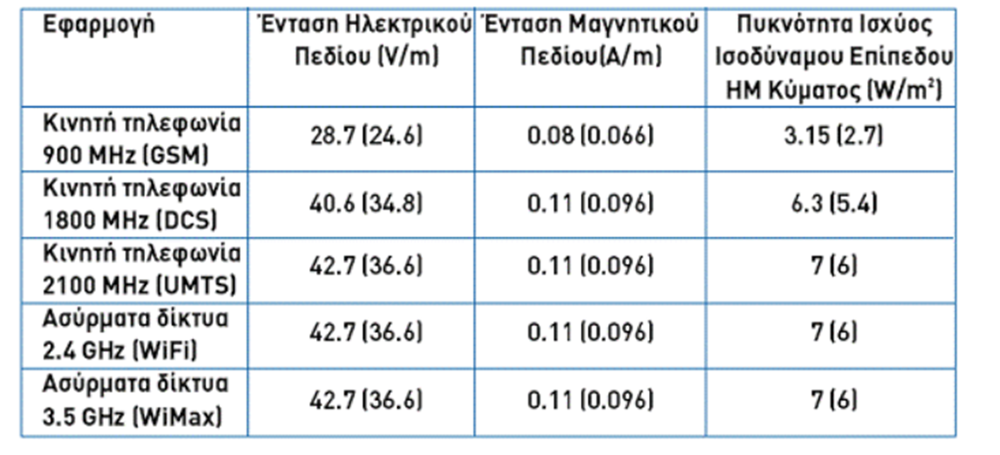 Εφαρμογή
Ένταση Ηλεκτρικού
Πεδίου (V/m)
Ένταση Μαγνητικού
Πεδίου(A/m)
Πυκνότητα Ισχύος
Ισοδύναμου Επίπεδου
ΗΜ Κύματος (W/m²)
Κινητή τηλεφωνία
900 MHz (GSM)
28.7 (24.6)
0.08 (0.066)
3.15 (2.7)
Κινητή τηλεφωνία
1800 MHz (DCS)
40.6 (34.8)
0.11 (0.096)
6.3 (5.4)
Κινητή τηλεφωνία
2100 MHz (UMTS)
42.7 (36.6)
0.11 (0.096)
7 (6)
Ασύρματα δίκτυα
2.4 GHz (WiFi)
42.7 (36.6)
0.11 (0.096)
7 (6)
Ασύρματα δίκτυα
3.5 GHz (WiMax)
42.7 (36.6)
0.11 (0.096)
7 (6)